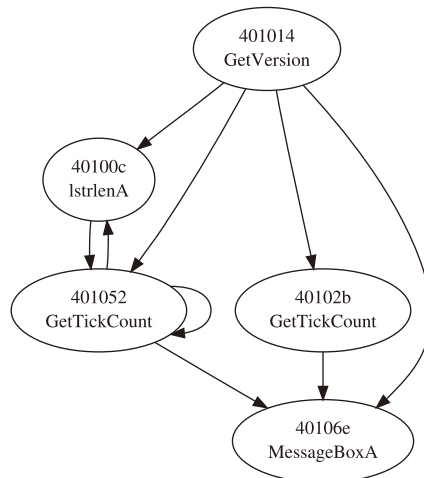 401014
GetVersion
40100c
lstrlenA
401052
GetTickCount
40102b
GetTickCount
40106e
MessageBoxA